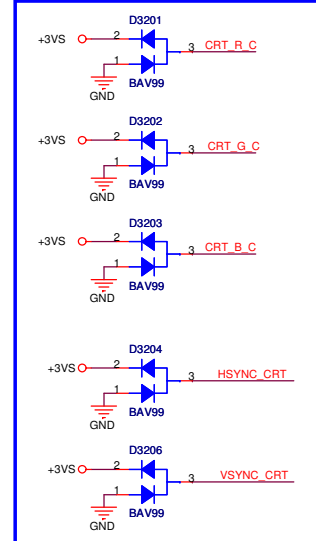 D3201
+3VS 2 3 CRT_R_C
1
GND BAV99
D3202
+3VS 2 3 CRT_G_C
1
GND BAV99
D3203
+3VS 2 3 CRT_B_C
1
GND BAV99
D3204
+3VS 2 3 HSYNC_CRT
1
GND BAV99
D3206
+3VS 2 3 VSYNC_CRT
1
GND BAV99